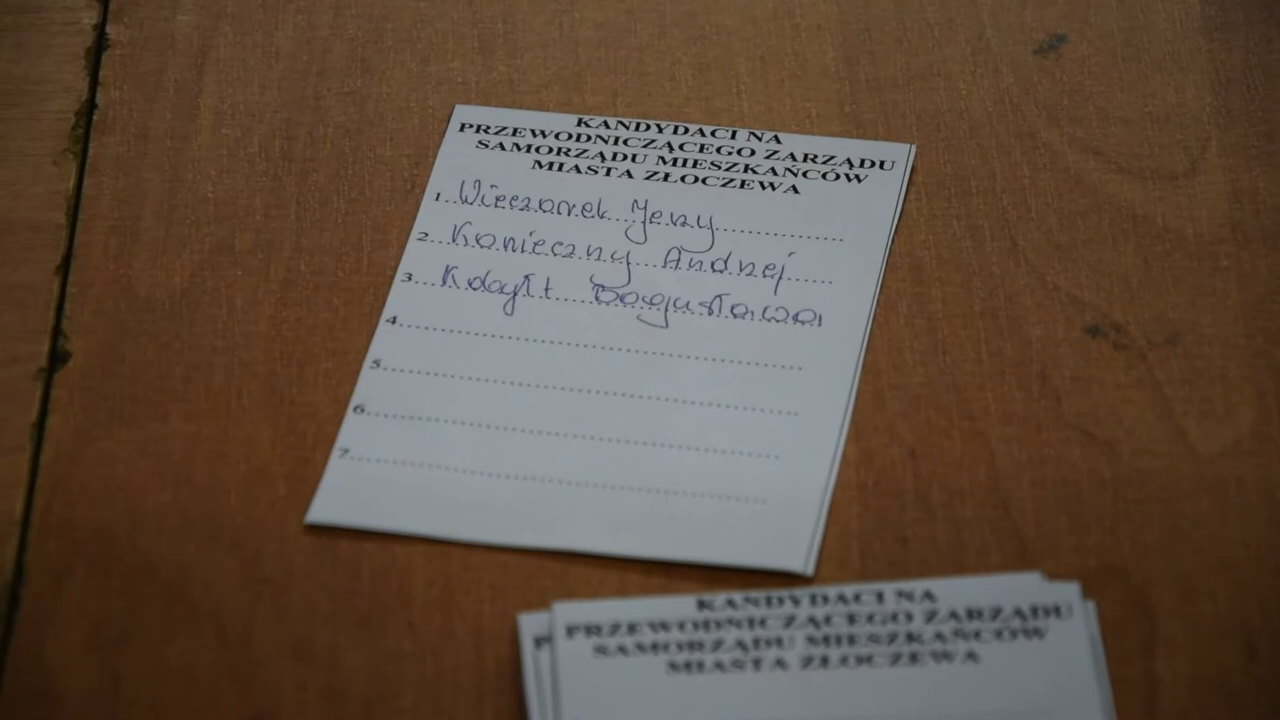 KANDYDACI NA
PRZEWODNICZĄCEGO ZARZĄDU
SAMORZĄDU MIESZKAŃCÓW
MIASTA ZŁOCZEWA
1. Wieczorek Jerzy
2. Konieczny Andrzej
3. Bogusława
4.
5.
6.
7.
KANDYDACI NA
PRZEWODNICZĄCEGO ZARZĄDU
SAMORZĄDU MIESZKAŃCÓW
MIASTA ZŁOCZEWA